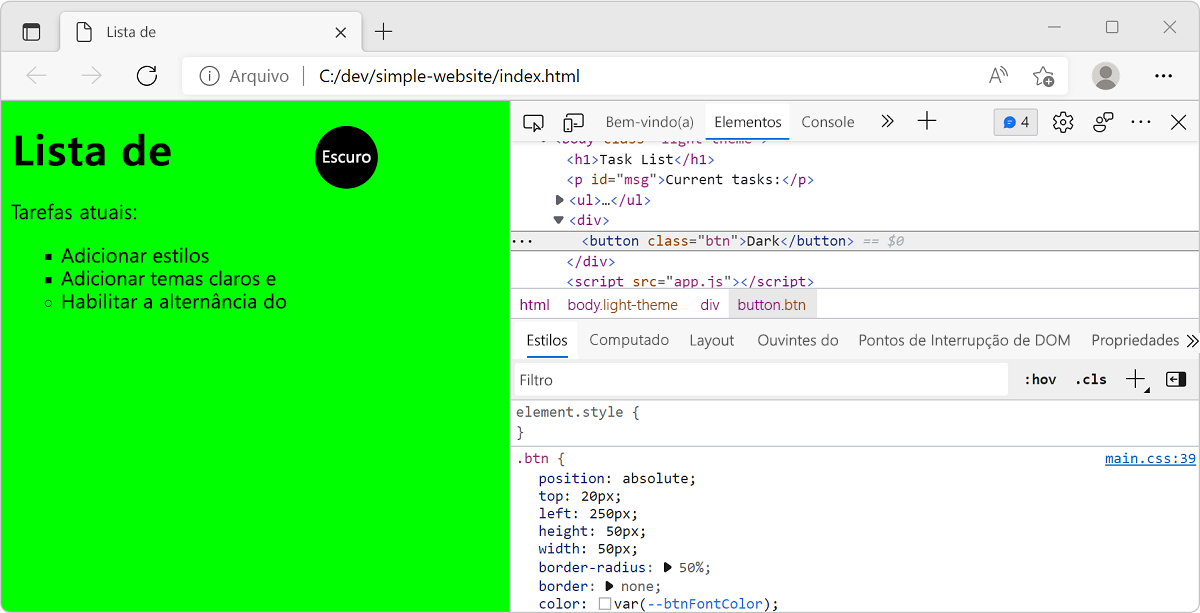 Lista de
Arquivo C:/dev/simple-website/index.html
Lista de
Escuro
Tarefas atuais:
Adicionar estilos
Adicionar temas claros e
Habilitar a alternância do
Bem-vindo(a) Elementos Console 4
<body class="light-theme">
<h1>Task List</h1>
<p id="msg">Current tasks:</p>
<ul>…</ul>
<div>
<button class="btn">Dark</button> == $0
</div>
<script src="app.js"></script>
html body.light-theme div button.btn
Estilos Computado Layout Ouvintes do Pontos de Interrupção de DOM Propriedades
Filtro :hov .cls
element.style {
}
.btn { main.css:39
position: absolute;
top: 20px;
left: 250px;
height: 50px;
width: 50px;
border-radius: 50%;
border: none;
color: var(--btnFontColor);